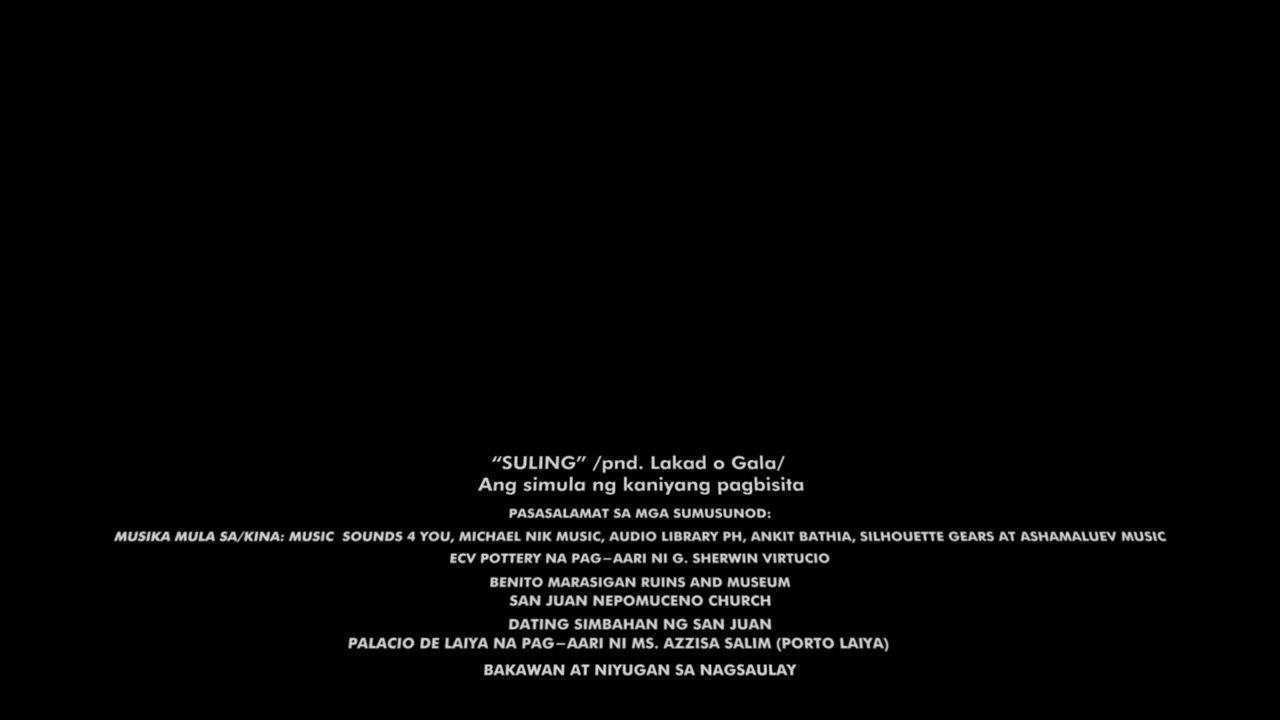 “SULING” /pnd. Lakad o Gala/
Ang simula ng kaniyang pagbisita
PASASALAMAT SA MGA SUMUSUNOD:
MUSIKA MULA SA/KINA: MUSIC  SOUNDS 4 YOU, MICHAEL NIK MUSIC, AUDIO LIBRARY PH, ANKIT BATHIA, SILHOUETTE GEARS AT ASHAMALUEV MUSIC
ECV POTTERY NA PAG–AARI NI G. SHERWIN VIRTUCIO
BENITO MARASIGAN RUINS AND MUSEUM
SAN JUAN NEPOMUCENO CHURCH
DATING SIMBAHAN NG SAN JUAN
PALACIO DE LAIYA NA PAG–AARI NI MS. AZZISA SALIM (PORTO LAIYA)
BAKAWAN AT NIYUGAN SA NAGSAULAY